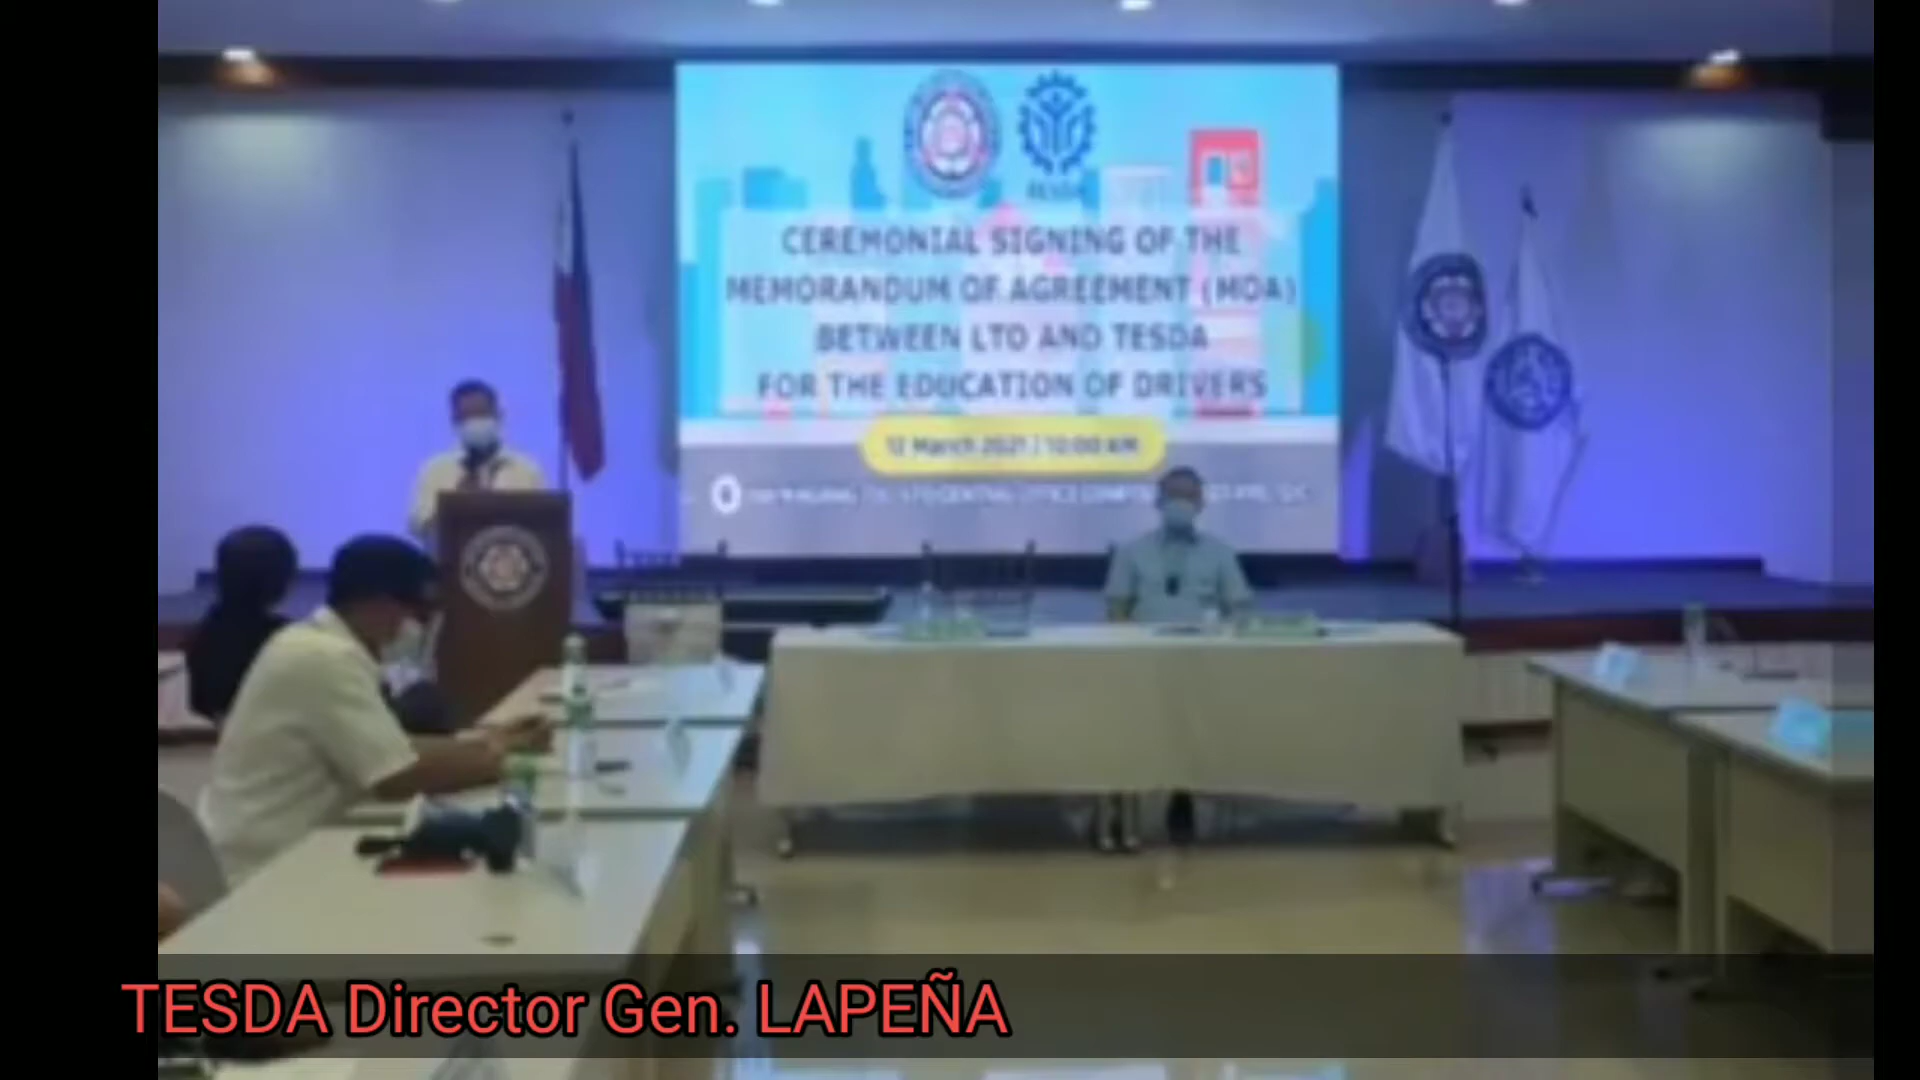 TESDA
CEREMONIAL SIGNING OF THE
MEMORANDUM OF AGREEMENT (MOA)
BETWEEN LTO AND TESDA
FOR THE EDUCATION OF DRIVERS
12 March 2021 | 10:00 AM
TESDA Director Gen. LAPEÑA